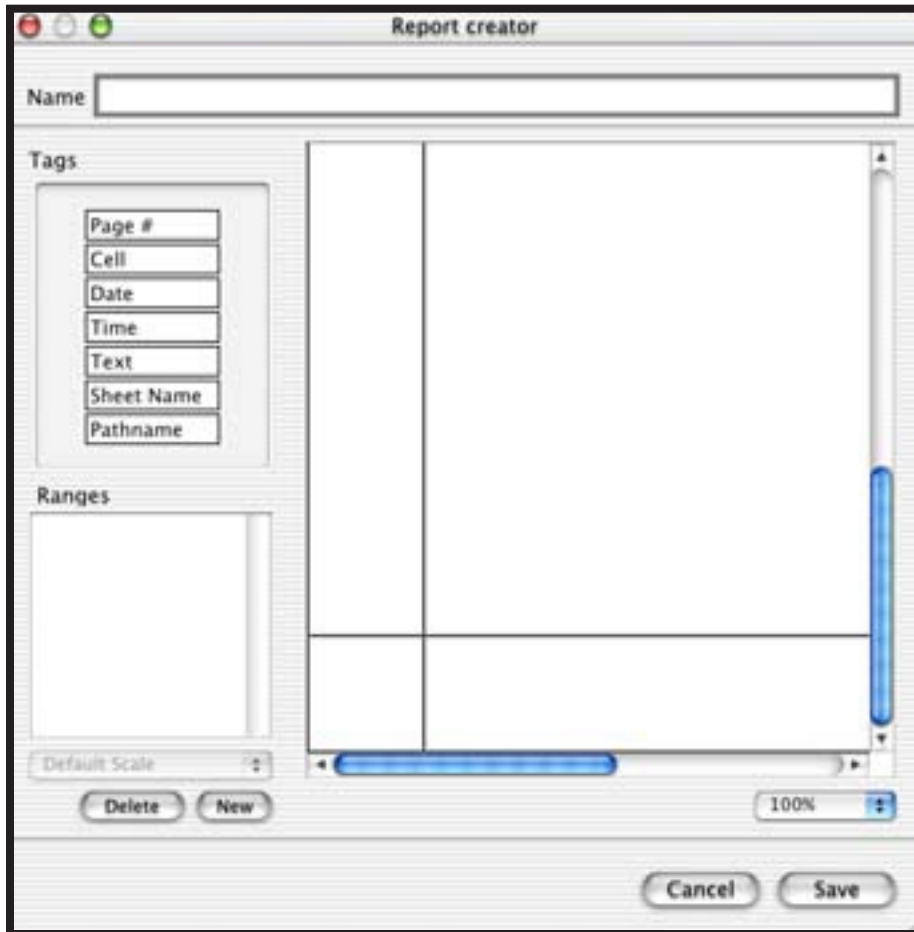 Report creator
Name
Tags
Page #
Cell
Date
Time
Text
Sheet Name
Pathname
Ranges
Default Scale
Delete
New
100%
Cancel
Save